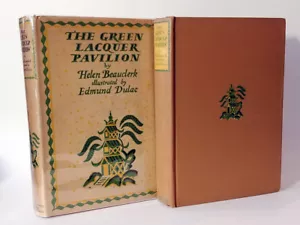 THE GREEN
LACQUER
PAVILION
by
Helen Beauclerk
illustrated by
Edmund Dulac